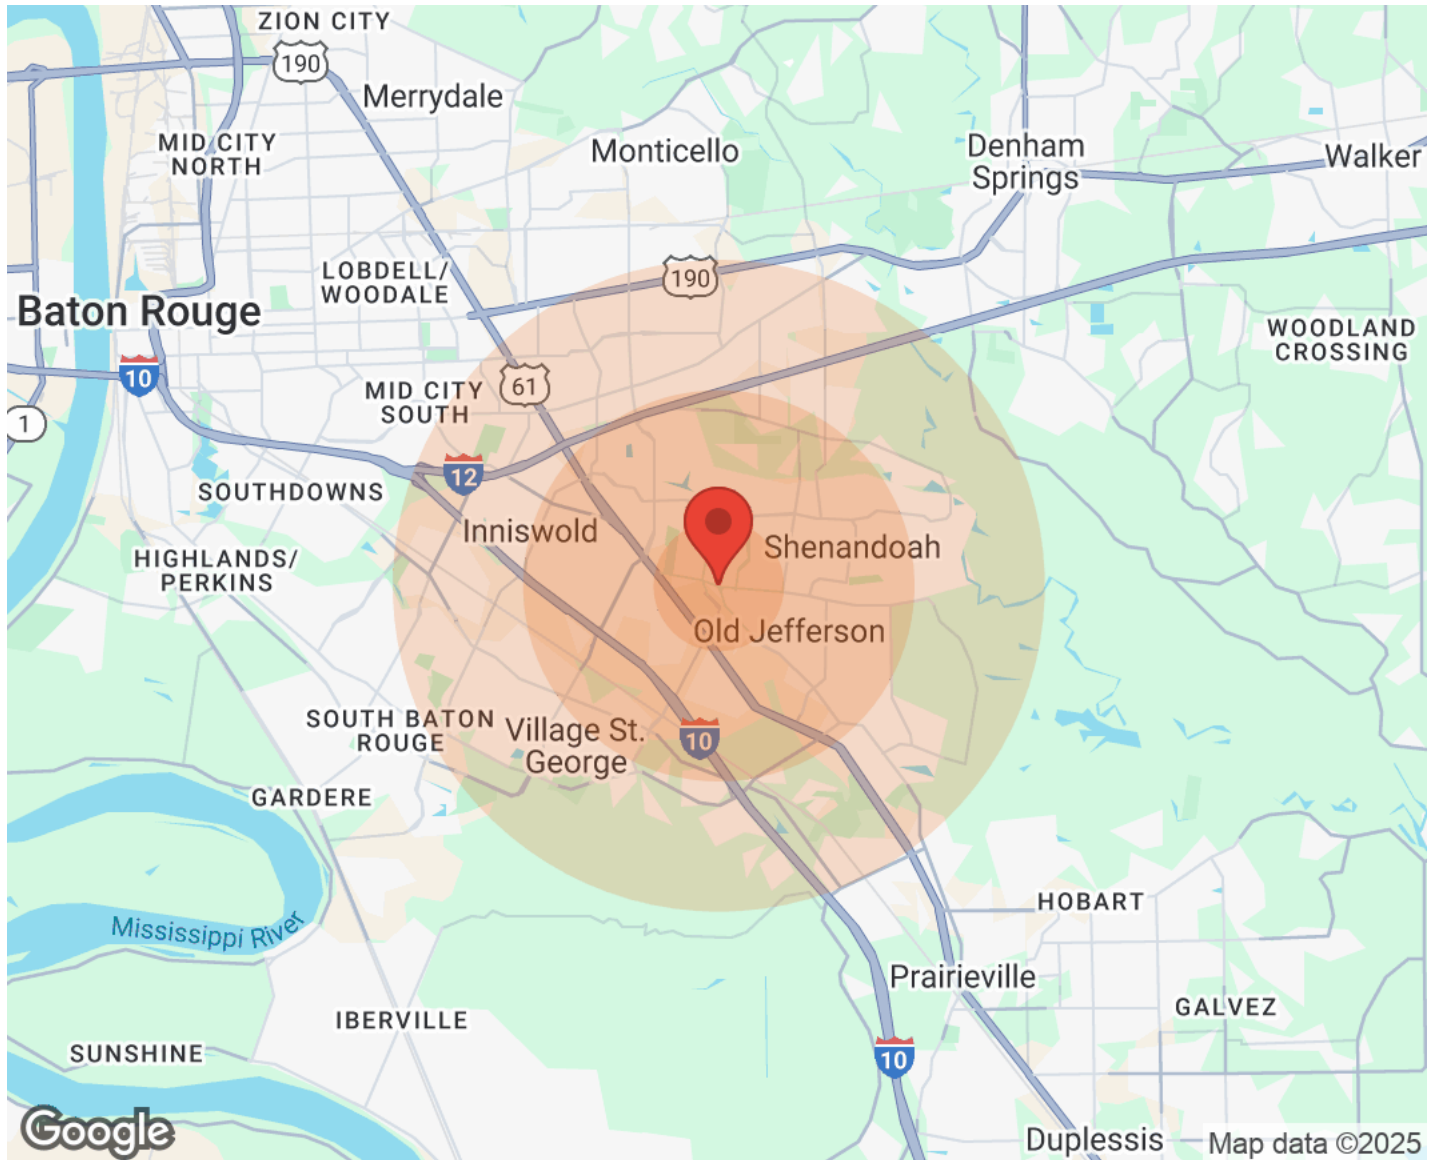 ZION CITY
190
Merrydale
MID CITY
NORTH
Monticello
Denham
Springs
Walker
LOBDELL/
WOODALE
190
Baton Rouge
WOODLAND
CROSSING
10
61
MID CITY
SOUTH
1
12
SOUTHDOWNS
Inniswold
Shenandoah
HIGHLANDS/
PERKINS
Old Jefferson
SOUTH BATON
ROUGE
Village St.
George
10
GARDERE
HOBART
Mississippi River
Prairieville
GALVEZ
IBERVILLE
SUNSHINE
10
Google
Duplessis
Map data ©2025